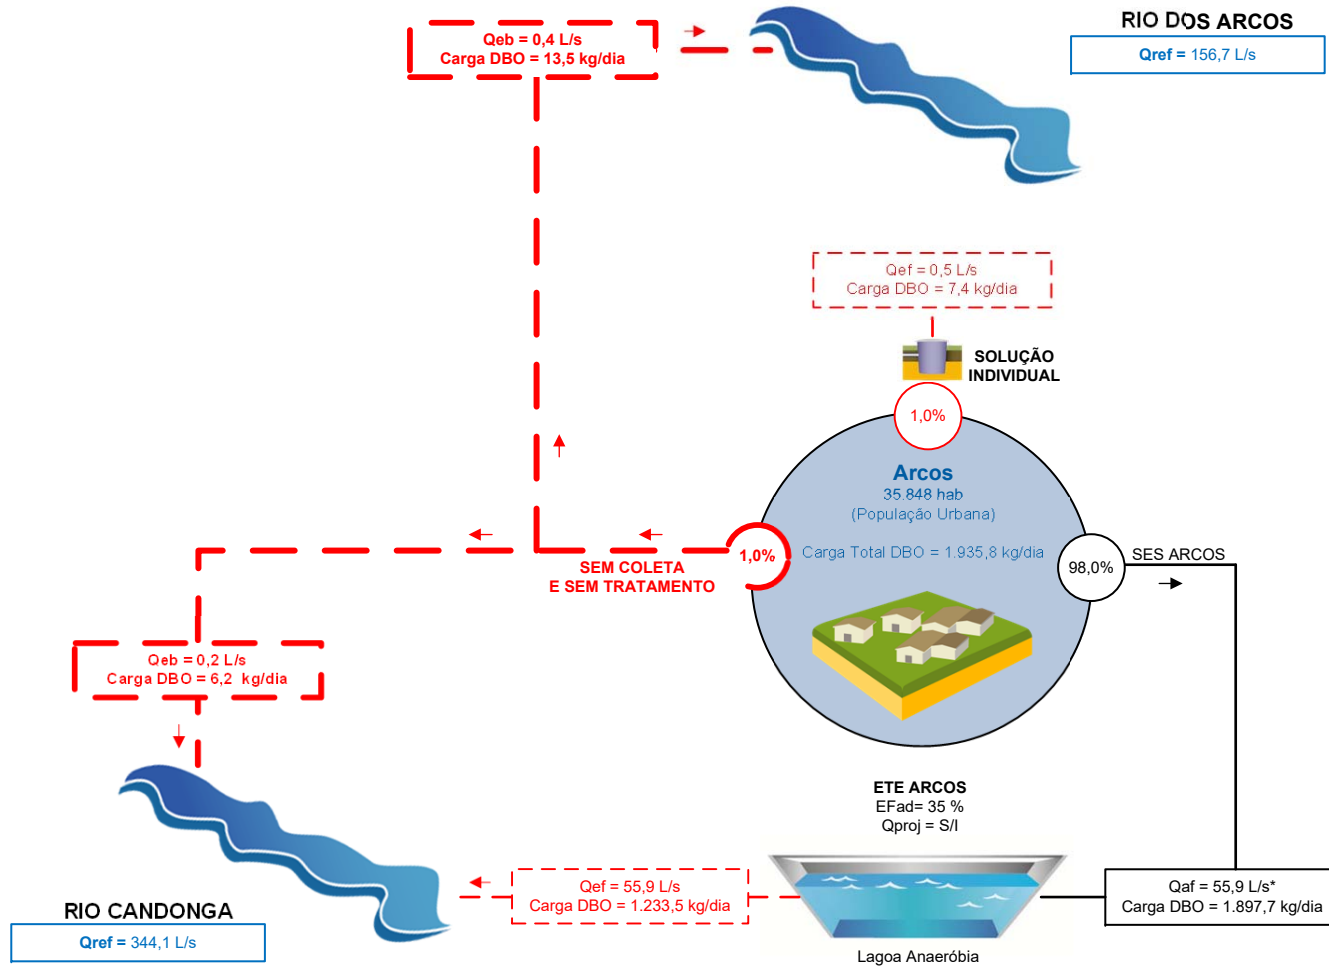 RIO DOS ARCOS
Qref = 156,7 L/s
Qeb = 0,4 L/s
Carga DBO = 13,5 kg/dia
Qef = 0,5 L/s
Carga DBO = 7,4 kg/dia
SOLUÇÃO
INDIVIDUAL
1,0%
Arcos
35.848 hab
(População Urbana)
Carga Total DBO = 1.935,8 kg/dia
1,0%
SEM COLETA
E SEM TRATAMENTO
98,0%
SES ARCOS
Qeb = 0,2 L/s
Carga DBO = 6,2 kg/dia
ETE ARCOS
EFad= 35 %
Qproj = S/I
Qef = 55,9 L/s
Carga DBO = 1.233,5 kg/dia
Qaf = 55,9 L/s*
Carga DBO = 1.897,7 kg/dia
RIO CANDONGA
Qref = 344,1 L/s
Lagoa Anaeróbia